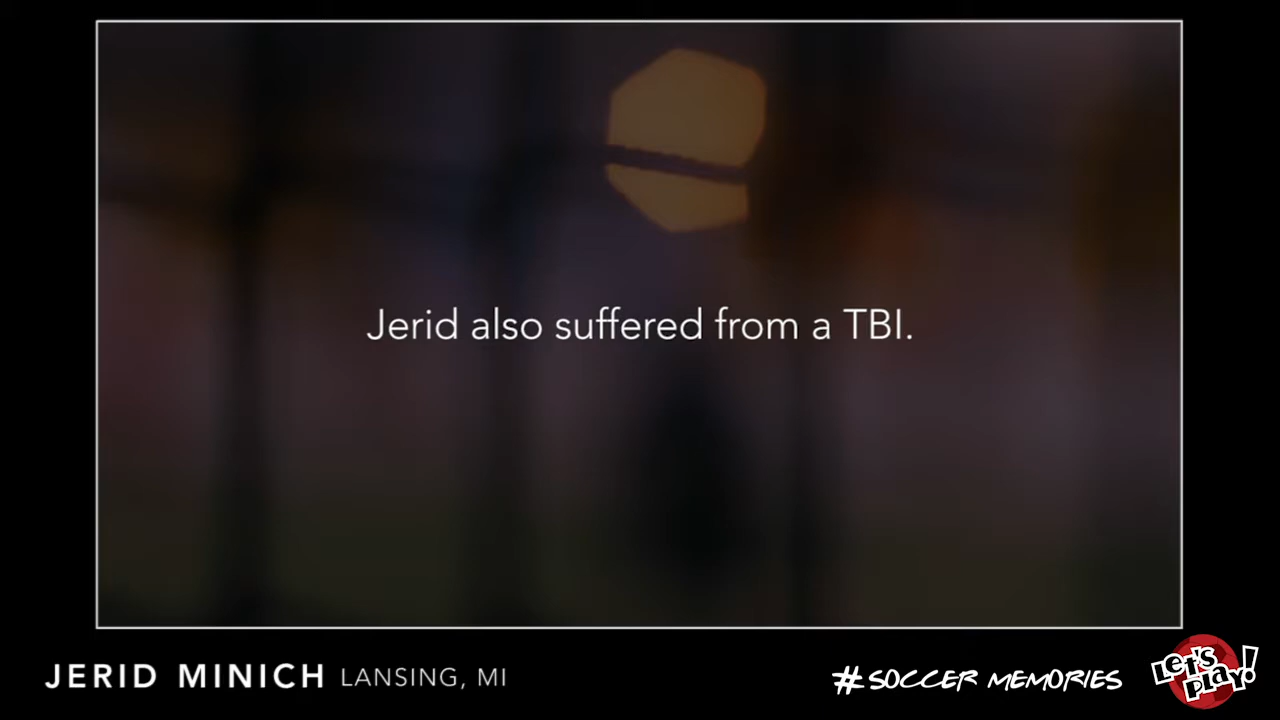 Jerid also suffered from a TBI.
JERID MINICH LANSING, MI
#SOCCER MEMORIES
LET'S
PLAY!